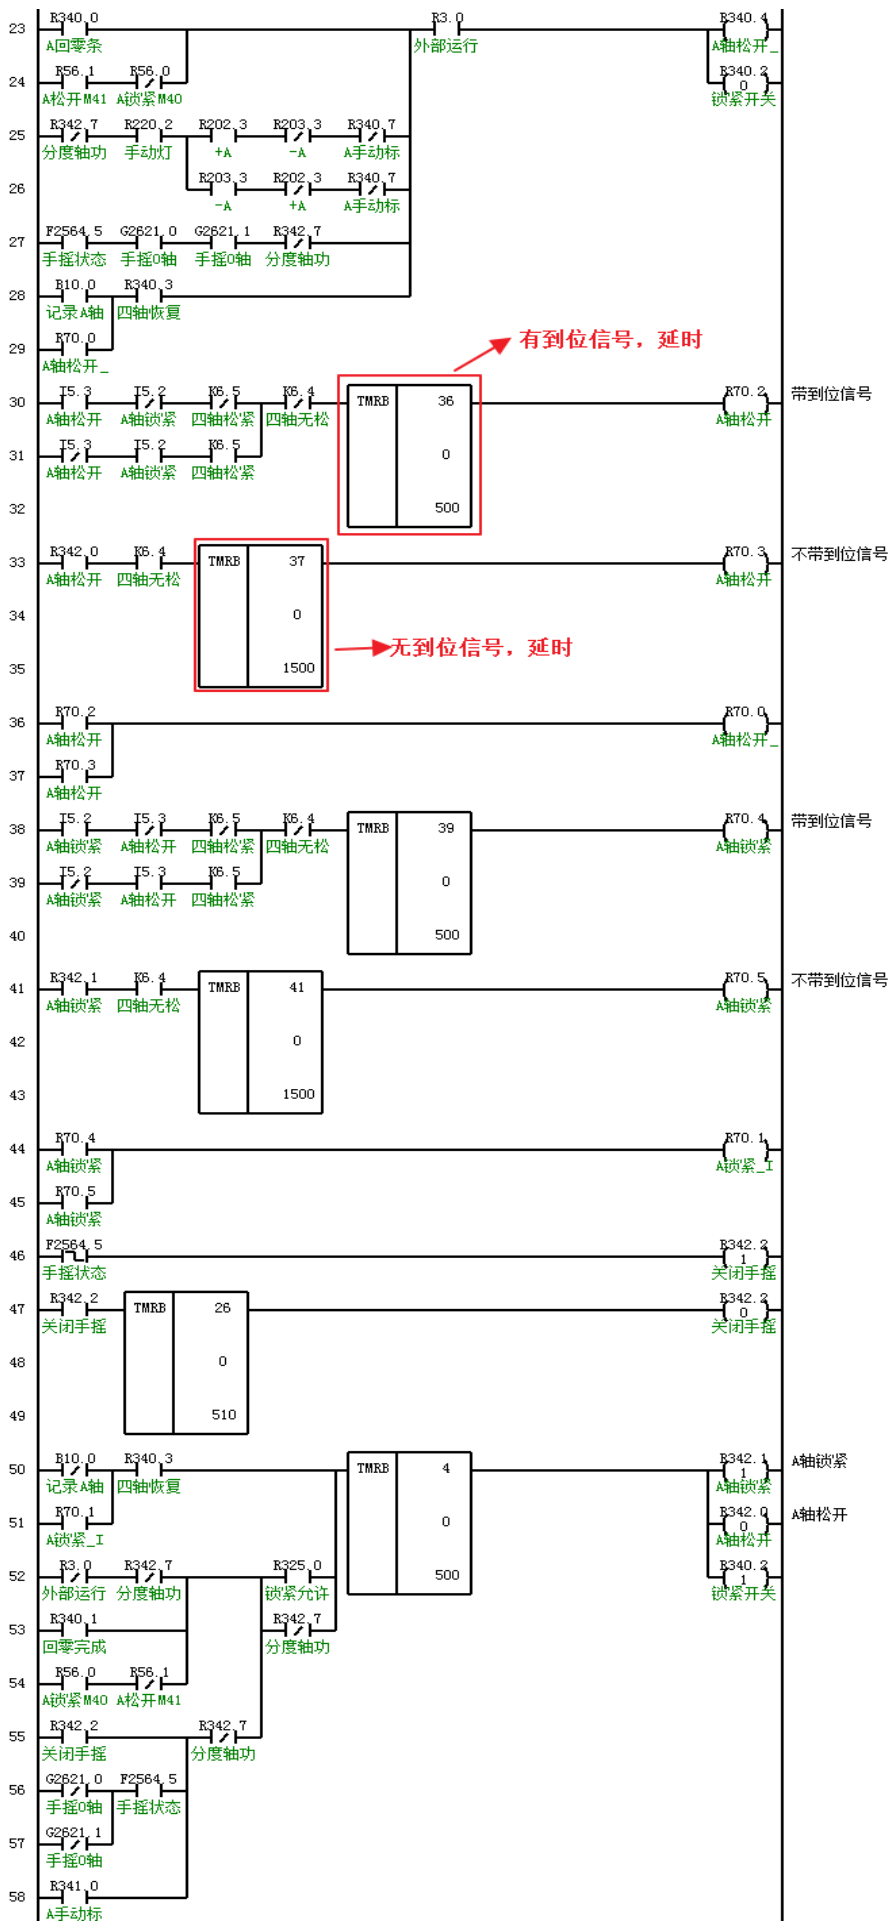 R340.0 R3.0 R340.4
23
A回零条 外部运行 A轴松开_
R56.1 R56.0 R340.2
24 0
A松开M41 A锁紧M40 锁紧开关
R342.7 R220.2 R202.3 R203.3 R340.7
25
分度轴功 手动灯 +A -A A手动标
R203.3 R202.3 R340.7
26
-A +A A手动标
F2564.5 G2621.0 G2621.1 R342.7
27
手摇状态 手摇0轴 手摇0轴 分度轴功
B10.0 R340.3
28
记录A轴 四轴恢复
R70.0
29
A轴松开_
有到位信号，延时
I5.3 I5.2 K6.5 K6.4 R70.2 带到位信号
30 TMRB 36
A轴松开 A轴锁紧 四轴松紧 四轴无松 A轴松开
I5.3 I5.2 K6.5
31 0
A轴松开 A轴锁紧 四轴松紧
32 500
R342.0 K6.4 R70.3 不带到位信号
33 TMRB 37
A轴松开 四轴无松 A轴松开
34 0
无到位信号，延时
35 1500
R70.2 R70.0
36
A轴松开 A轴松开_
R70.3
37
A轴松开
I5.2 I5.3 K6.5 K6.4 R70.4 带到位信号
38 TMRB 39
A轴锁紧 A轴松开 四轴松紧 四轴无松 A轴锁紧
I5.2 I5.3 K6.5
39 0
A轴锁紧 A轴松开 四轴松紧
40 500
R342.1 K6.4 R70.5 不带到位信号
41 TMRB 41
A轴锁紧 四轴无松 A轴锁紧
42 0
43 1500
R70.4 R70.1
44
A轴锁紧 A锁紧_I
R70.5
45
A轴锁紧
F2564.5 R342.2
46 1
手摇状态 关闭手摇
R342.2 R342.2
47 TMRB 26 0
关闭手摇 关闭手摇
48 0
49 510
B10.0 R340.3 R342.1 A轴锁紧
50 TMRB 4 1
记录A轴 四轴恢复 A轴锁紧
R70.1 R342.0 A轴松开
51 0 0
A锁紧_I A轴松开
R3.0 R342.7 R325.0 R340.2
52 500 1
外部运行 分度轴功 锁紧允许 锁紧开关
R340.1 R342.7
53
回零完成 分度轴功
R56.0 R56.1
54
A锁紧M40 A松开M41
R342.2 R342.7
55
关闭手摇 分度轴功
G2621.0 F2564.5
56
手摇0轴 手摇状态
G2621.1
57
手摇0轴
R341.0
58
A手动标